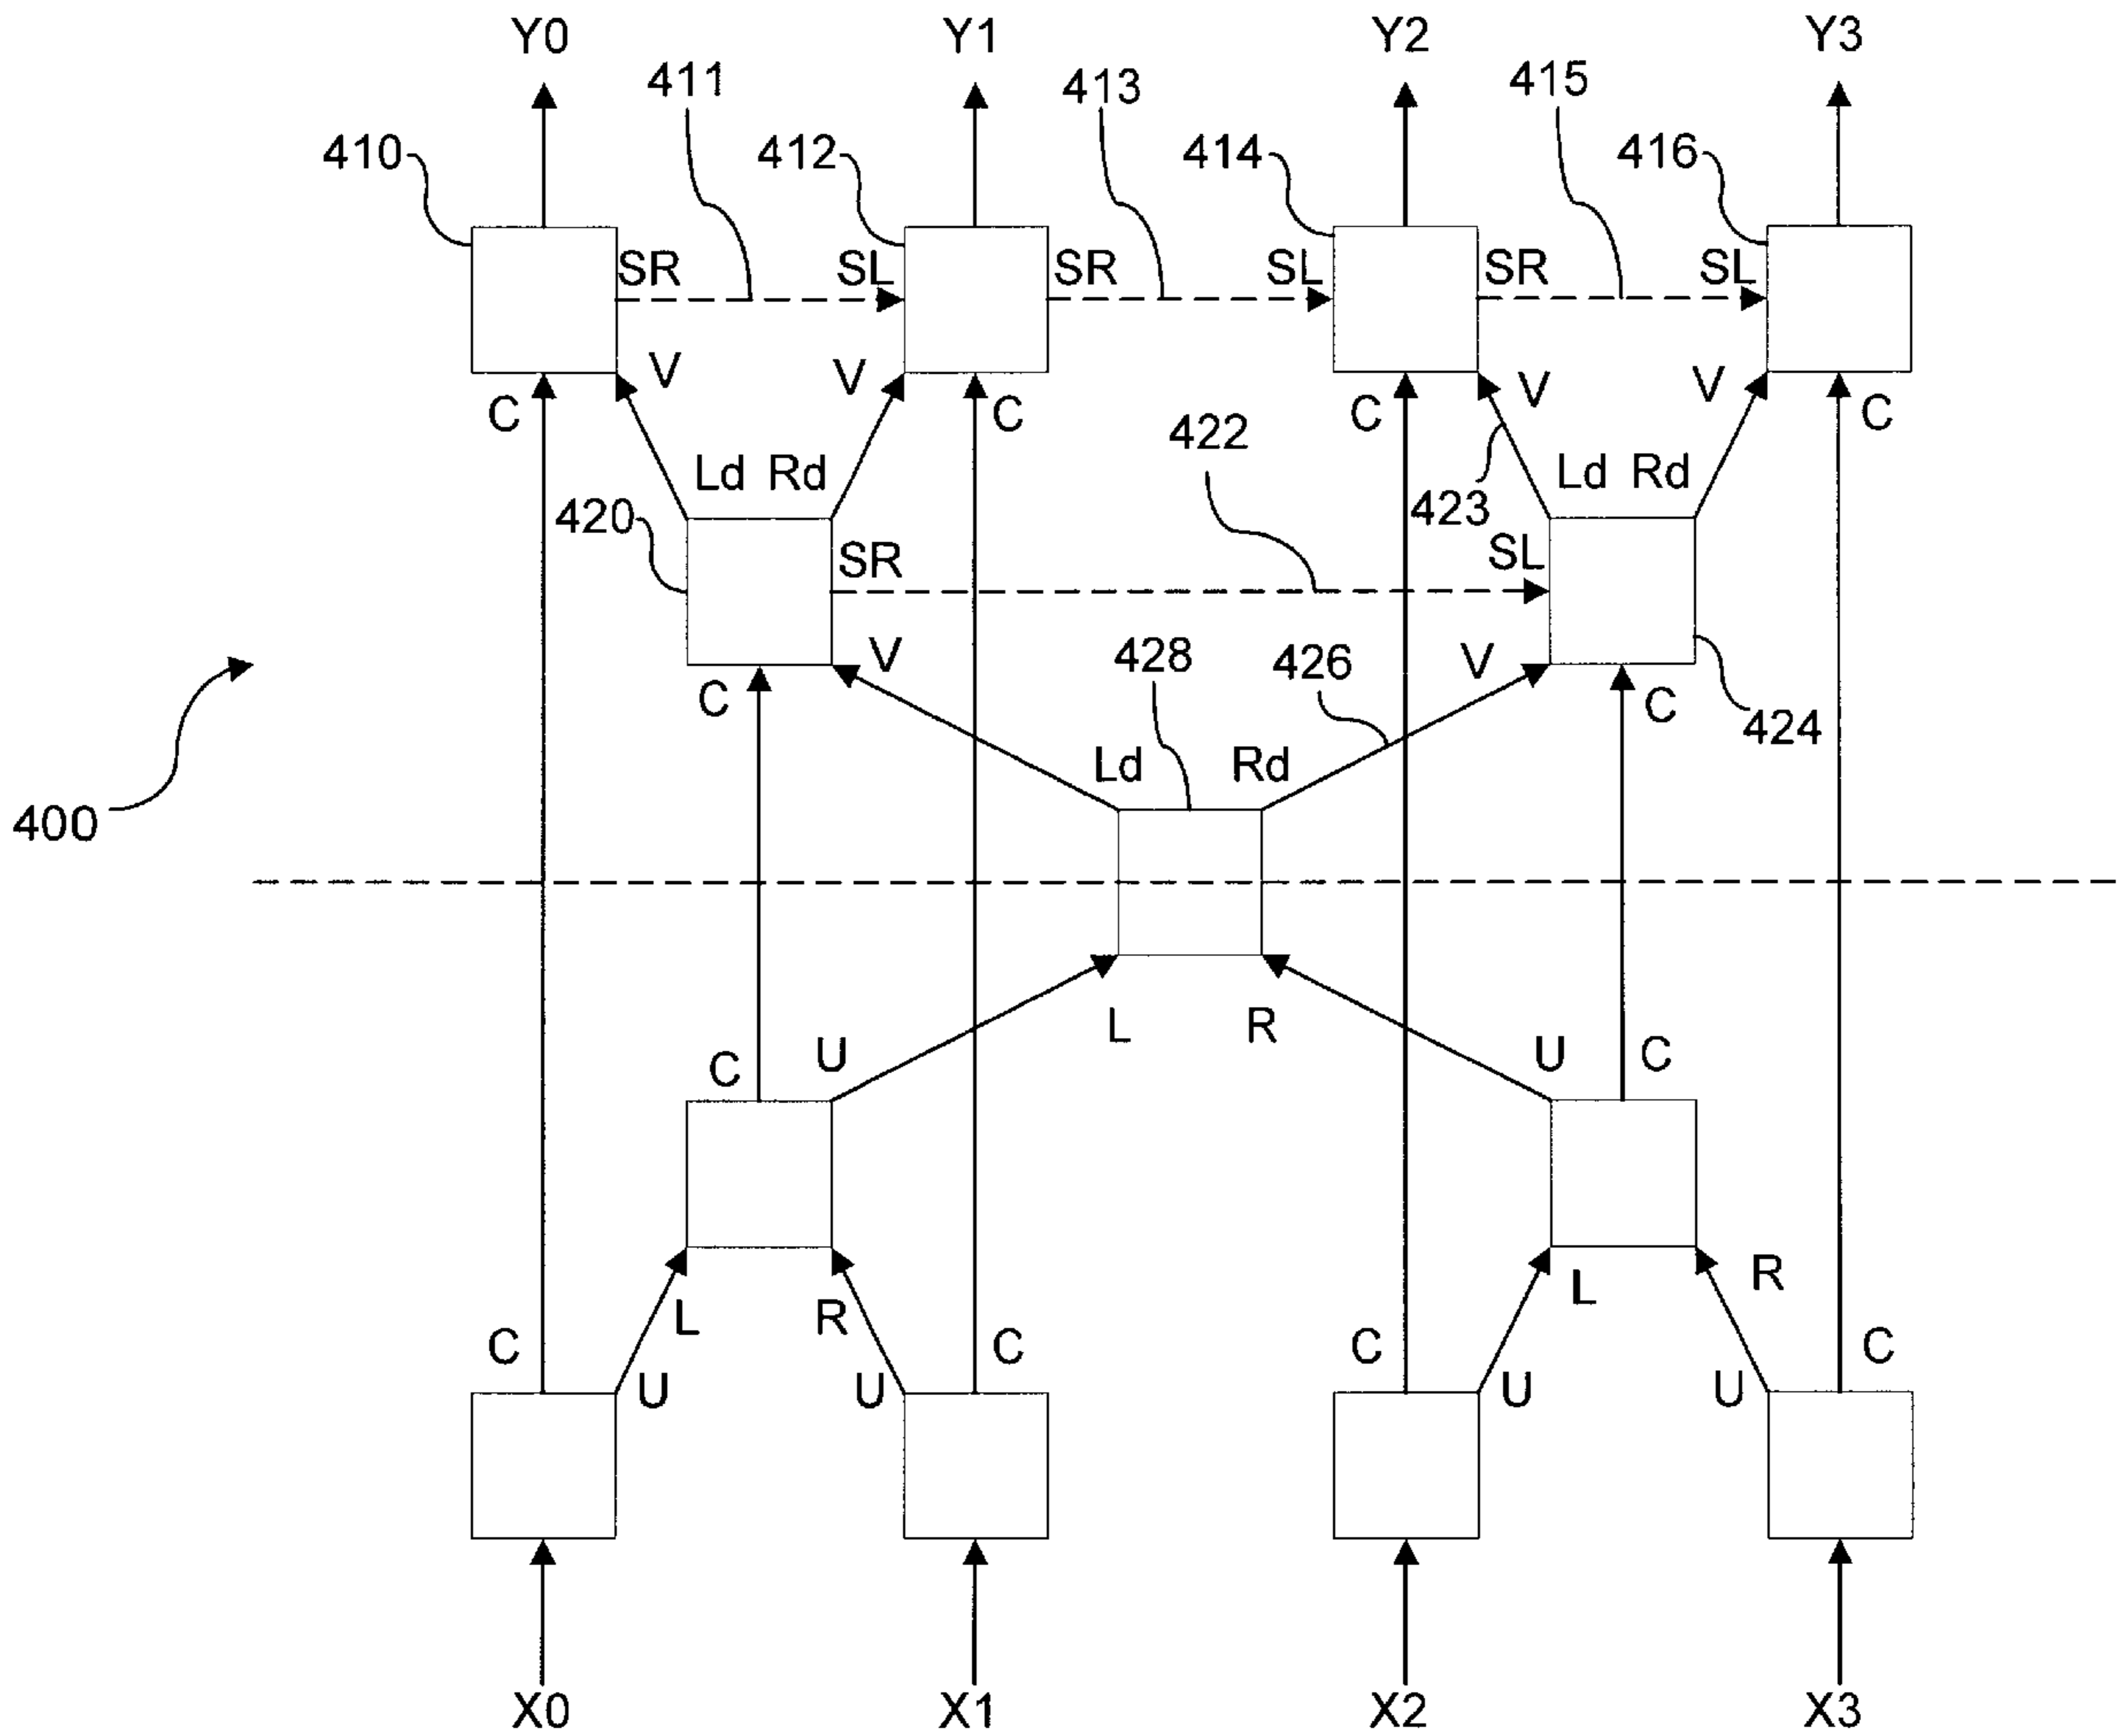 Y0 Y1 Y2 Y3
411 413 415
410 412 414 416
SR SL SR SL SR SL
V V V V
C C C C
422
Ld Rd Ld Rd
420 423
SR SL
V 428 426 V
C C 424
Ld Rd
400
L R
C U U C
L R L R
C C C C
U U U U
X0 X1 X2 X3